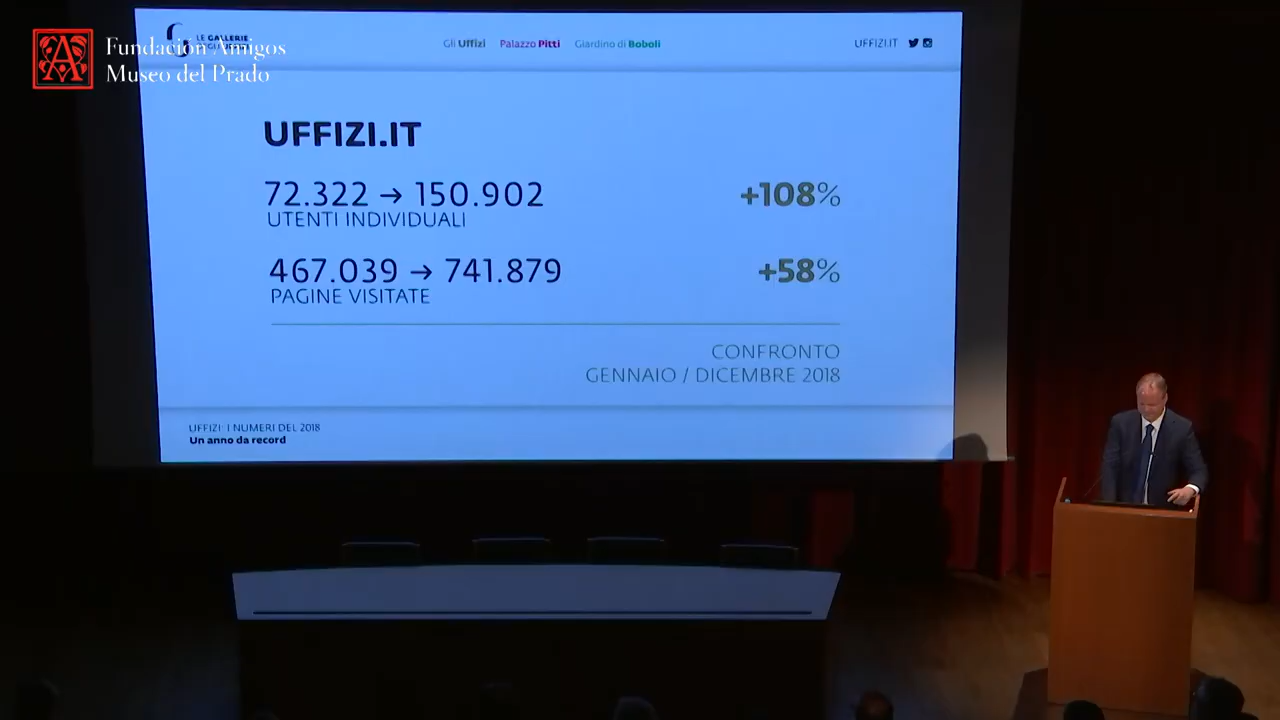 Fundación Amigos
Museo del Prado
LE GALLERIE
Gli Uffizi Palazzo Pitti Giardino di Boboli
UFFIZI.IT
UFFIZI.IT
72.322 → 150.902 +108%
UTENTI INDIVIDUALI
467.039 → 741.879 +58%
PAGINE VISITATE
CONFRONTO
GENNAIO / DICEMBRE 2018
UFFIZI: I NUMERI DEL 2018
Un anno da record